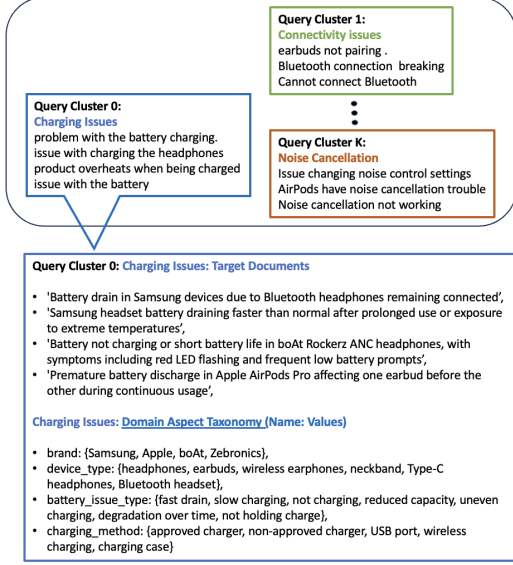 Query Cluster 1:
Connectivity issues
earbuds not pairing .
Bluetooth connection breaking
Cannot connect Bluetooth
Query Cluster 0:
Charging Issues
problem with the battery charging.
issue with charging the headphones
product overheats when being charged
issue with the battery
Query Cluster K:
Noise Cancellation
Issue changing noise control settings
AirPods have noise cancellation trouble
Noise cancellation not working
Query Cluster 0: Charging Issues: Target Documents
• 'Battery drain in Samsung devices due to Bluetooth headphones remaining connected',
• 'Samsung headset battery draining faster than normal after prolonged use or exposure
to extreme temperatures',
• 'Battery not charging or short battery life in boAt Rockerz ANC headphones, with
symptoms including red LED flashing and frequent low battery prompts',
• 'Premature battery discharge in Apple AirPods Pro affecting one earbud before the
other during continuous usage',
Charging Issues: Domain Aspect Taxonomy (Name: Values)
• brand: {Samsung, Apple, boAt, Zebronics},
• device_type: {headphones, earbuds, wireless earphones, neckband, Type-C
headphones, Bluetooth headset},
• battery_issue_type: {fast drain, slow charging, not charging, reduced capacity, uneven
charging, degradation over time, not holding charge},
• charging_method: {approved charger, non-approved charger, USB port, wireless
charging, charging case}